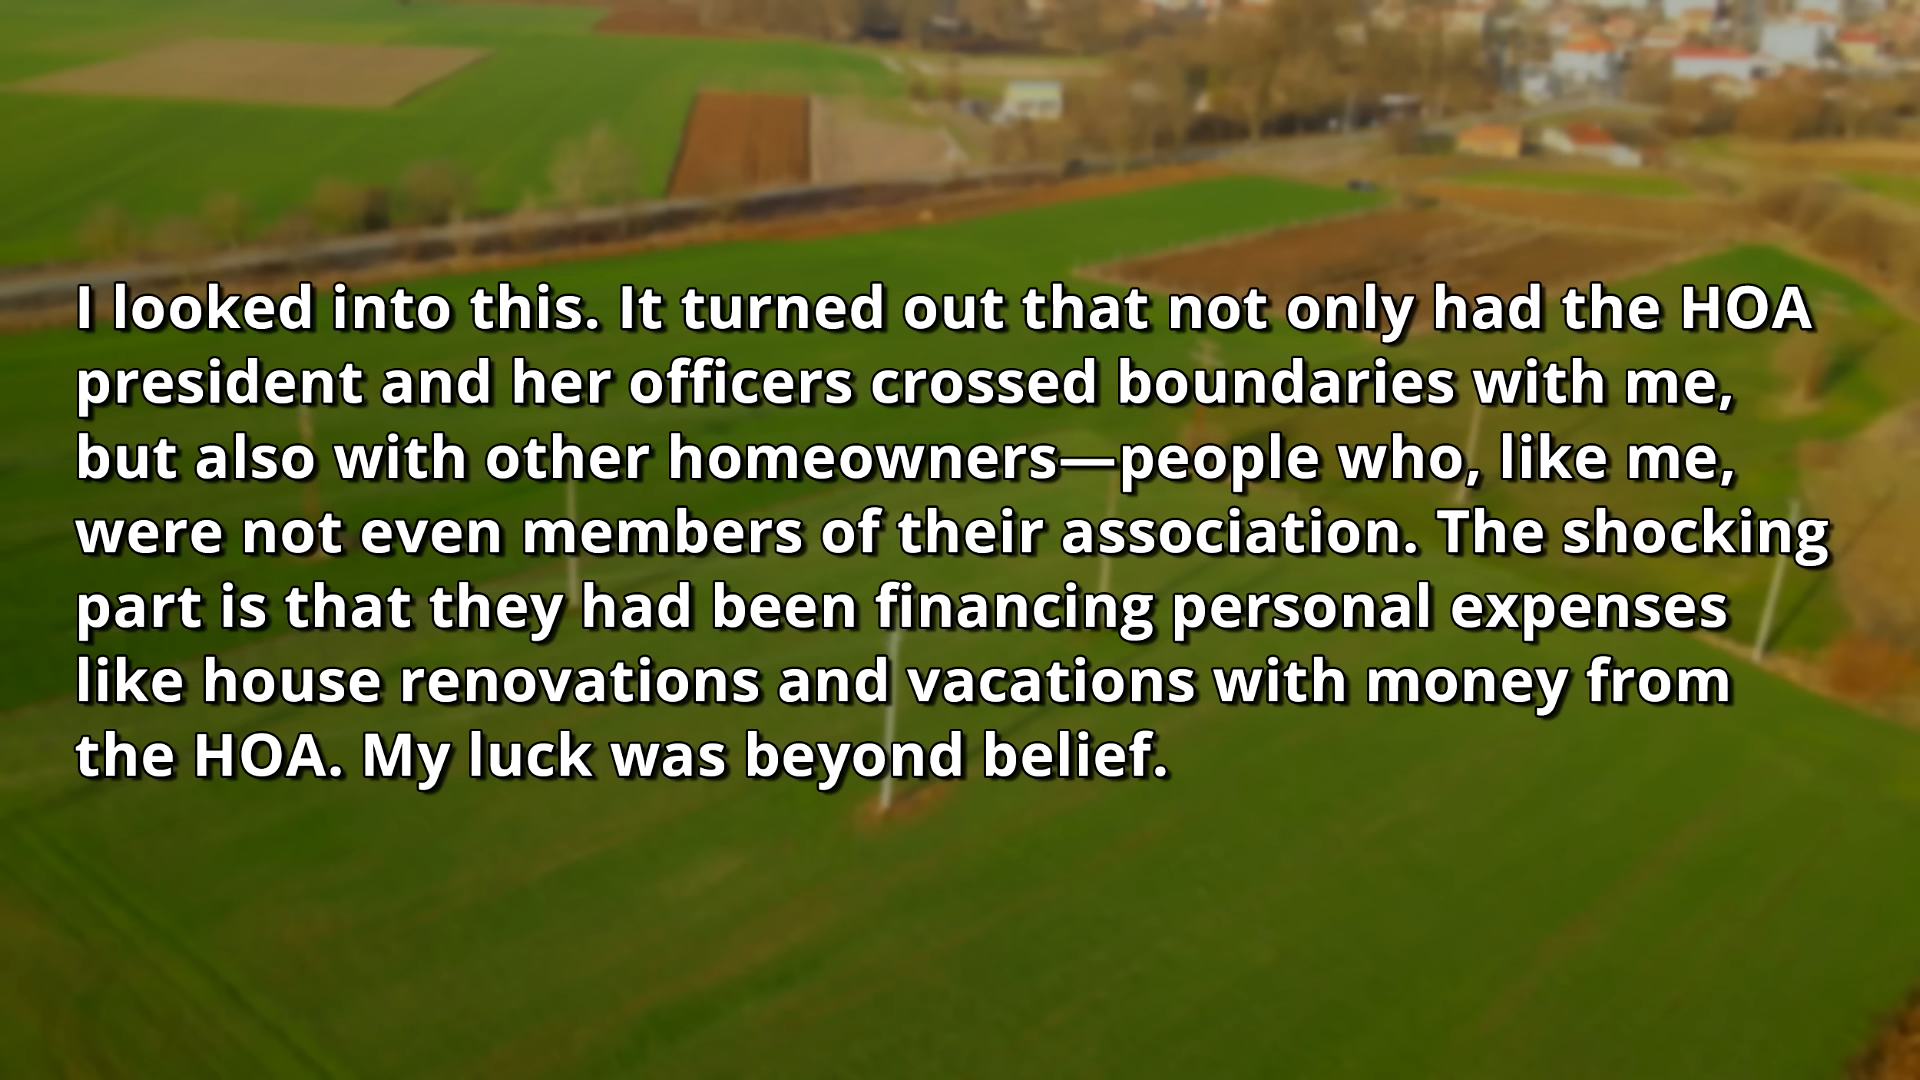 I looked into this. It turned out that not only had the HOA
president and her officers crossed boundaries with me,
but also with other homeowners—people who, like me,
were not even members of their association. The shocking
part is that they had been financing personal expenses
like house renovations and vacations with money from
the HOA. My luck was beyond belief.